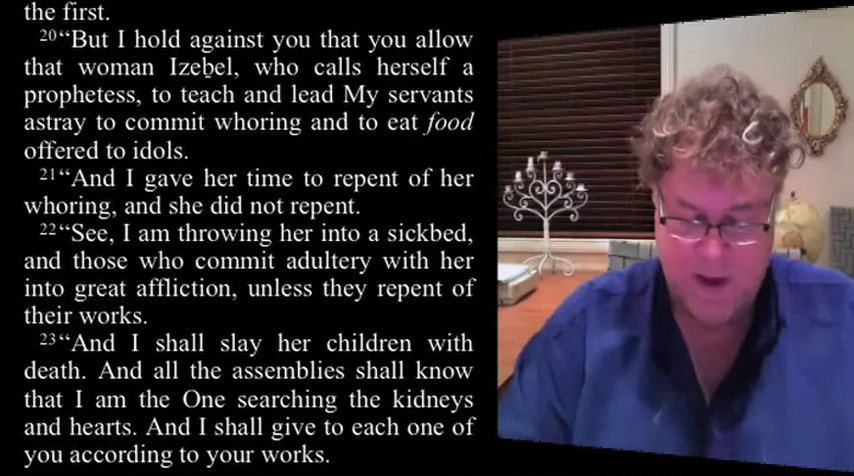 the first.
20“But I hold against you that you allow
that woman Izeḇel, who calls herself a
prophetess, to teach and lead My servants
astray to commit whoring and to eat food
offered to idols.
21“And I gave her time to repent of her
whoring, and she did not repent.
22“See, I am throwing her into a sickbed,
and those who commit adultery with her
into great affliction, unless they repent of
their works.
23“And I shall slay her children with
death. And all the assemblies shall know
that I am the One searching the kidneys
and hearts. And I shall give to each one of
you according to your works.